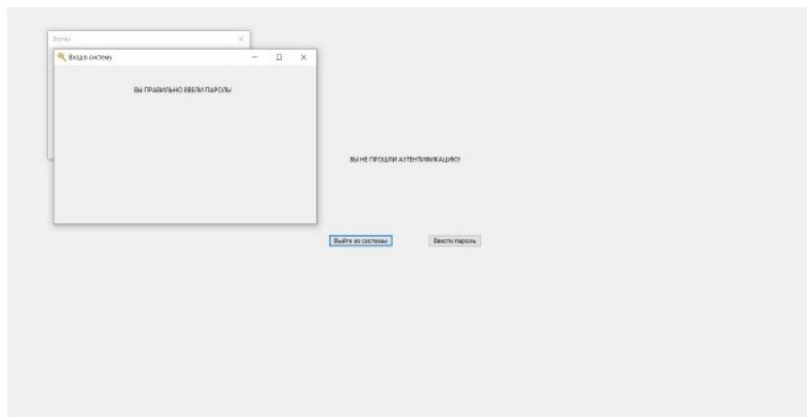 Вход в систему
ВЫ ПРАВИЛЬНО ВВЕЛИ ПАРОЛЬ!
ВЫ НЕ ПРОШЛИ АУТЕНТИФИКАЦИЮ!
Выйти из системы
Ввести пароль